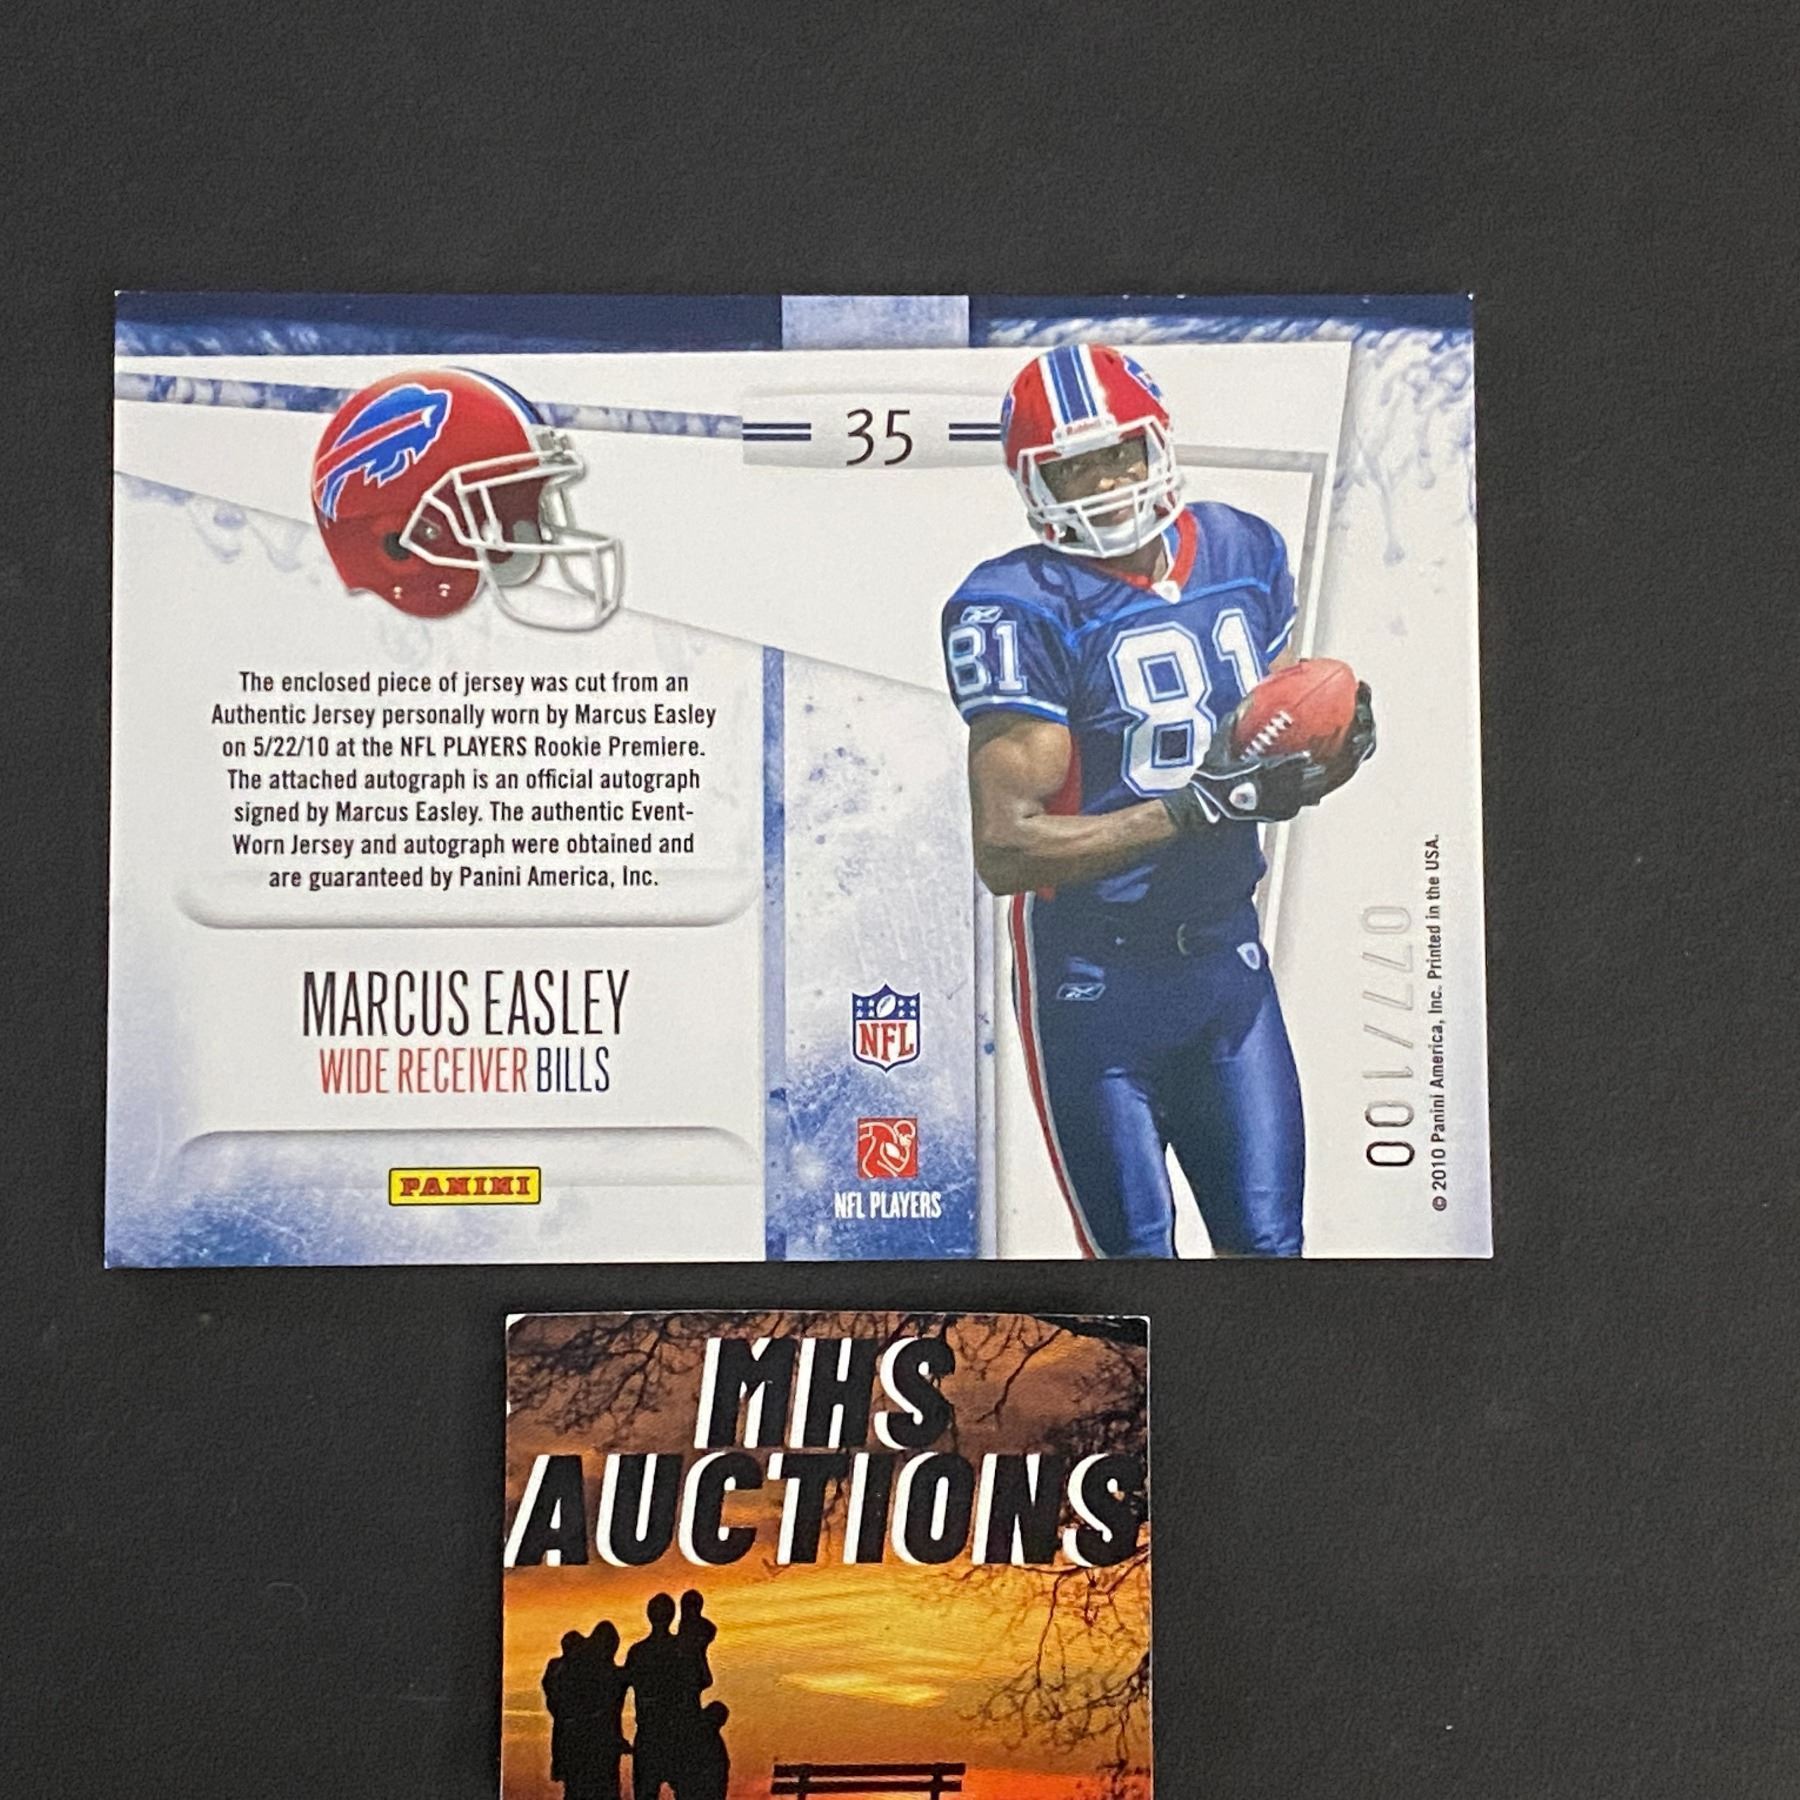 35
The enclosed piece of jersey was cut from an
Authentic Jersey personally worn by Marcus Easley
on 5/22/10 at the NFL PLAYERS Rookie Premiere.
The attached autograph is an official autograph
signed by Marcus Easley. The authentic Event-
Worn Jersey and autograph were obtained and
are guaranteed by Panini America, Inc.
MARCUS EASLEY
WIDE RECEIVER BILLS
PANINI
NFL
NFL PLAYERS
Riddell
81
81
077/100
© 2010 Panini America, Inc. Printed in the USA.
MHS
AUCTIONS